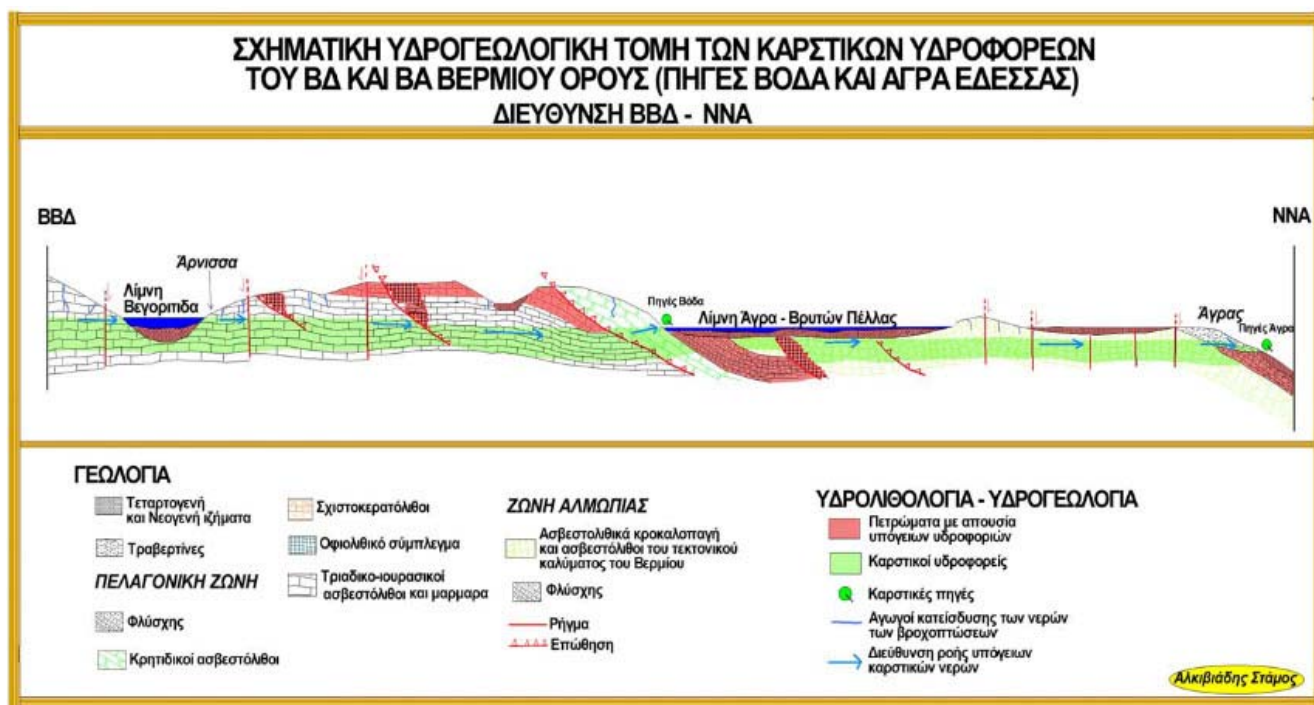 ΣΧΗΜΑΤΙΚΗ ΥΔΡΟΓΕΩΛΟΓΙΚΗ ΤΟΜΗ ΤΩΝ ΚΑΡΣΤΙΚΩΝ ΥΔΡΟΦΟΡΕΩΝ
ΤΟΥ ΒΔ ΚΑΙ ΒΑ ΒΕΡΜΙΟΥ ΟΡΟΥΣ (ΠΗΓΕΣ ΒΟΔΑ ΚΑΙ ΑΓΡΑ ΕΔΕΣΣΑΣ)
ΔΙΕΥΘΥΝΣΗ ΒΒΔ - ΝΝΑ
ΒΒΔ
ΝΝΑ
Άρνισσα
Λίμνη
Βεγοριτιδα
Πηγές Βόδα
Λίμνη Άγρα - Βρυτών Πέλλας
Άγρας
Πηγές Άγρα
ΓΕΩΛΟΓΙΑ
Τεταρτογενή
και Νεογενή ιζήματα
Τραβερτίνες
ΠΕΛΑΓΟΝΙΚΗ ΖΩΝΗ
Φλύσχης
Κρητιδικοί ασβεστόλιθοι
Σχιστοκερατόλιθοι
Οφιολιθικό σύμπλεγμα
Τριαδικο-ιουρασικοί
ασβεστόλιθοι και μαρμαρα
ΖΩΝΗ ΑΛΜΩΠΙΑΣ
Ασβεστολιθικά κροκαλοπαγή
και ασβεστόλιθοι του τεκτονικού
καλύματος του Βερμίου
Φλύσχης
Ρήγμα
Επώθηση
ΥΔΡΟΛΙΘΟΛΟΓΙΑ - ΥΔΡΟΓΕΩΛΟΓΙΑ
Πετρώματα με απουσία
υπόγειων υδροφοριών
Καρστικοί υδροφορείς
Καρστικές πηγές
Αγωγοί κατείσδυσης των νερών
των βροχοπτώσεων
Διεύθυνση ροής υπόγειων
καρστικών νερών
Αλκιβιάδης Στάμος